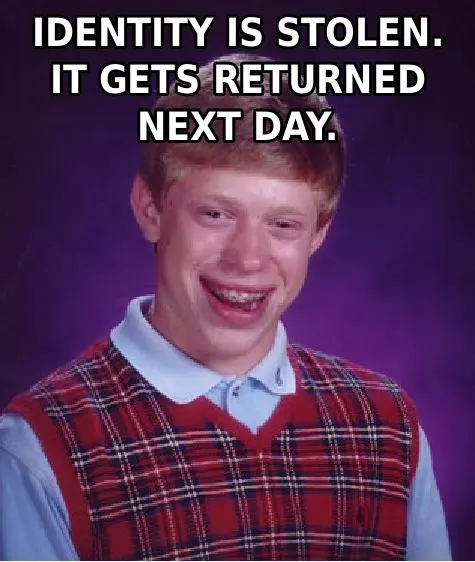 IDENTITY IS STOLEN.
IT GETS RETURNED
NEXT DAY.